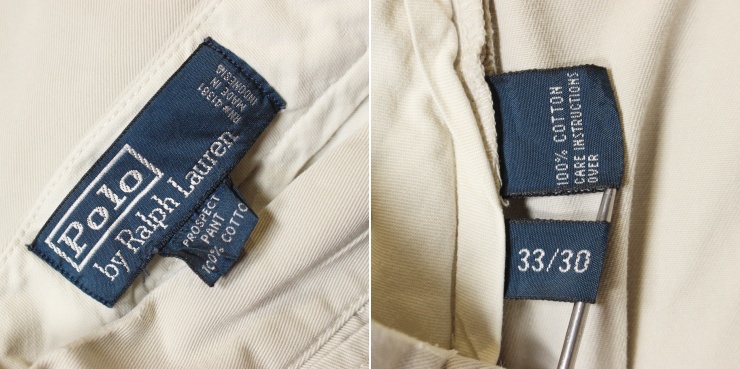 Polo
by Ralph Lauren
RN# 41381
MADE IN
INDONESIA
PROSPECT
PANT
100% COTTO
100% COTTON
CARE INSTRUCTIONS
OVER
33/30